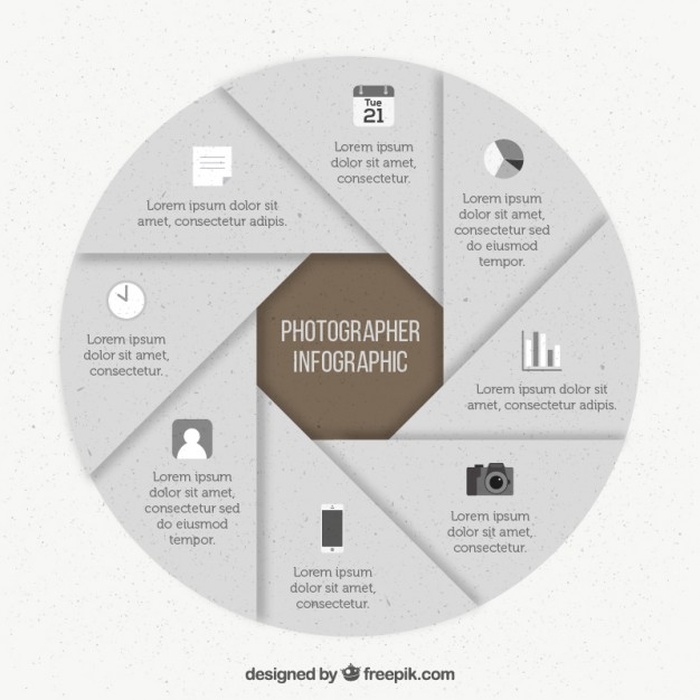 Tue
21
Lorem ipsum
dolor sit amet,
consectetur.
Lorem ipsum
dolor sit amet,
consectetur sed
do eiusmod
tempor.
Lorem ipsum dolor sit
amet, consectetur adipis.
Lorem ipsum
dolor sit amet,
consectetur.
Lorem ipsum
dolor sit amet,
consectetur.
Lorem ipsum
dolor sit amet,
consectetur sed
do eiusmod
tempor.
Lorem ipsum
dolor sit amet,
consectetur.
Lorem ipsum dolor sit
amet, consectetur adipis.
PHOTOGRAPHER
INFOGRAPHIC
designed by freepik.com